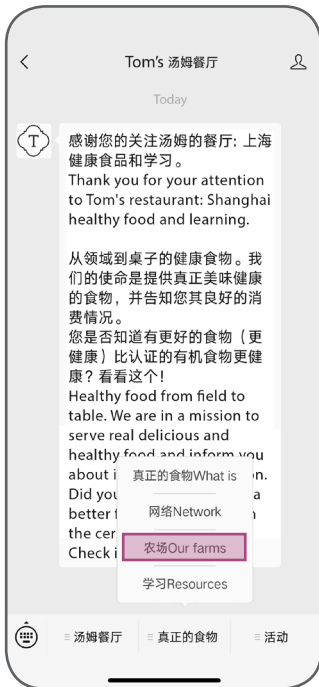 Tom's 汤姆餐厅
Today
T
感谢您的关注汤姆的餐厅: 上海
健康食品和学习。
Thank you for your attention
to Tom's restaurant: Shanghai
healthy food and learning.
从领域到桌子的健康食物。我
们的使命是提供真正美味健康
的食物，并告知您其良好的消
费情况。
您是否知道有更好的食物（更
健康）比认证的有机食物更健
康？看看这个！
Healthy food from field to
table. We are in a mission to
serve real delicious and
healthy food and inform you
about
Did you
better
the cer
Check
真正的食物What is
网络Network
农场Our farms
学习Resources
汤姆餐厅
真正的食物
活动